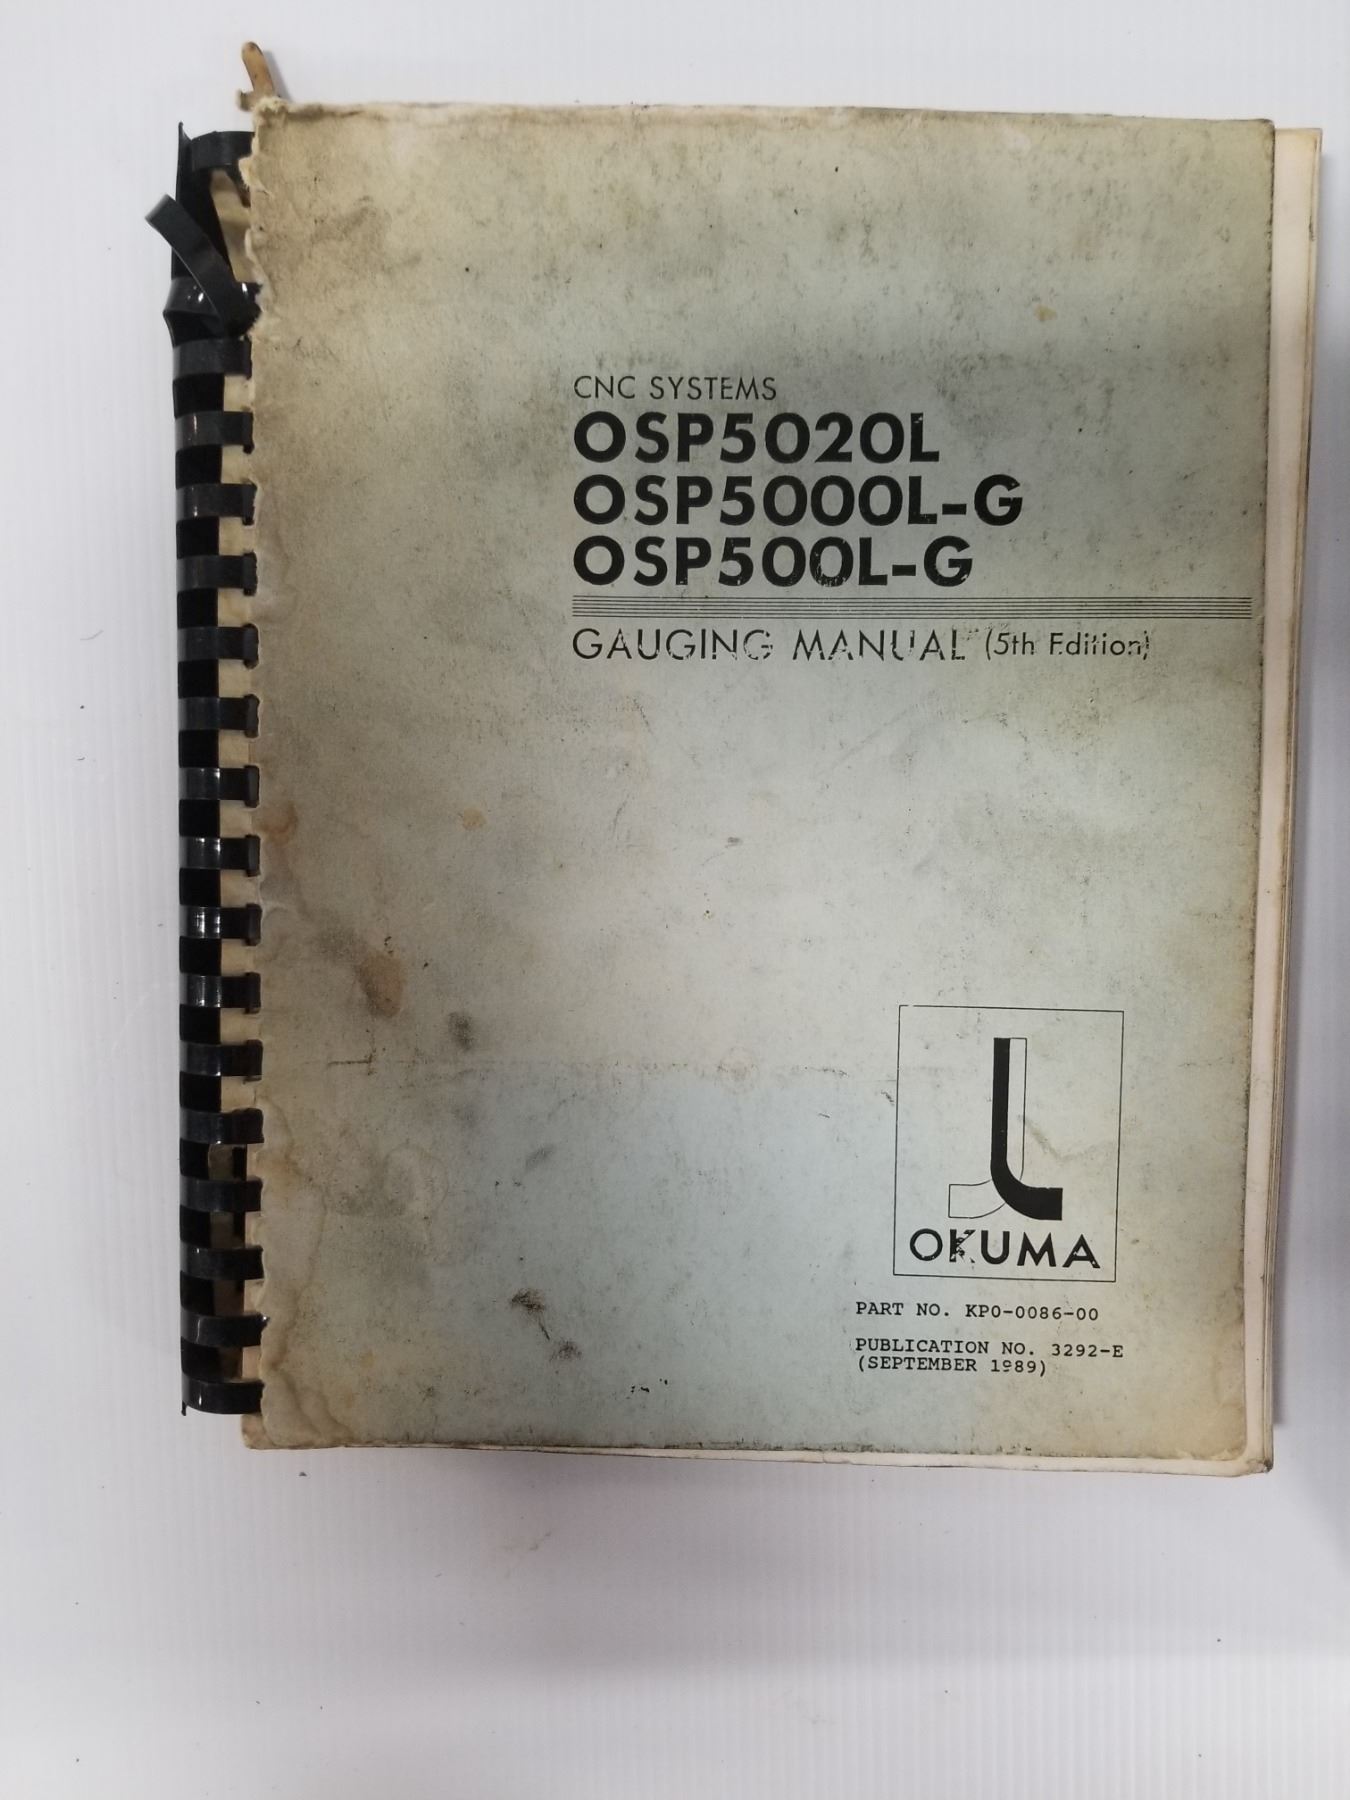 CNC SYSTEMS
OSP5020L
OSP5000L-G
OSP500L-G
GAUGING MANUAL (5th Edition)
OKUMA
PART NO. KP0-0086-00
PUBLICATION NO. 3292-E
(SEPTEMBER 1989)